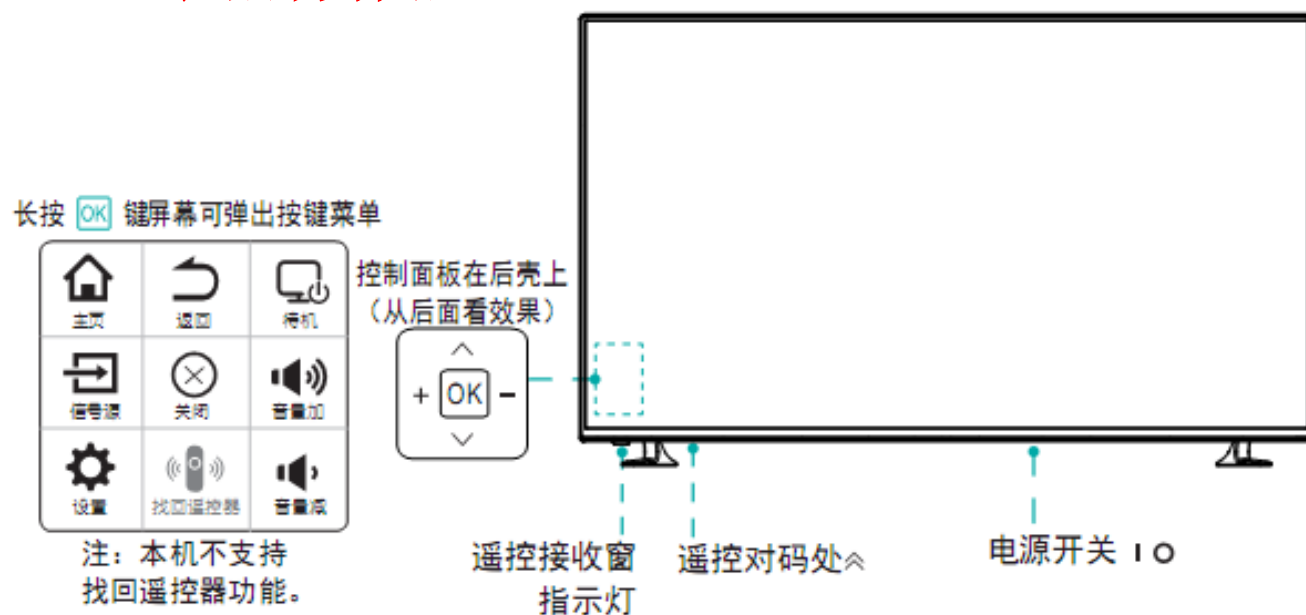 长按 OK 键屏幕可弹出按键菜单
主页
返回
待机
信号源
关闭
音量加
设置
找回遥控器
音量减
注：本机不支持
找回遥控器功能。
控制面板在后壳上
（从后面看效果）
+ OK -
遥控接收窗
指示灯
遥控对码处
电源开关 I O